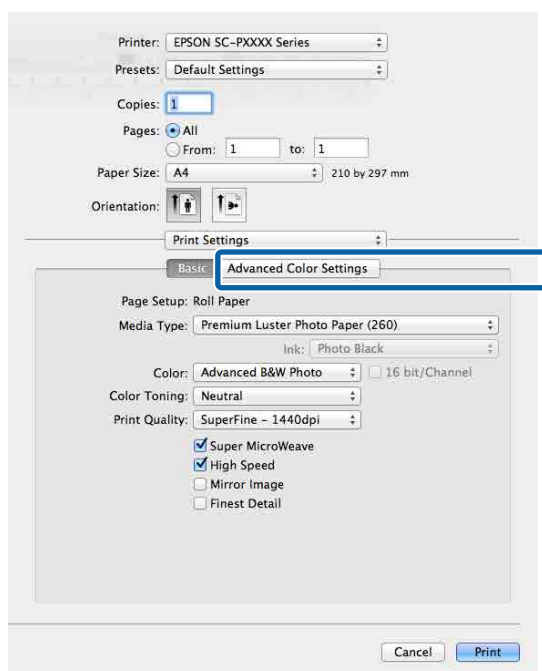 Printer: EPSON SC-PXXXX Series
Presets: Default Settings
Copies: 1
Pages: All
From: 1 to: 1
Paper Size: A4 210 by 297 mm
Orientation:
Print Settings
Basic Advanced Color Settings
Page Setup: Roll Paper
Media Type: Premium Luster Photo Paper (260)
Ink: Photo Black
Color: Advanced B&W Photo 16 bit/Channel
Color Toning: Neutral
Print Quality: SuperFine - 1440dpi
Super MicroWeave
High Speed
Mirror Image
Finest Detail
Cancel Print